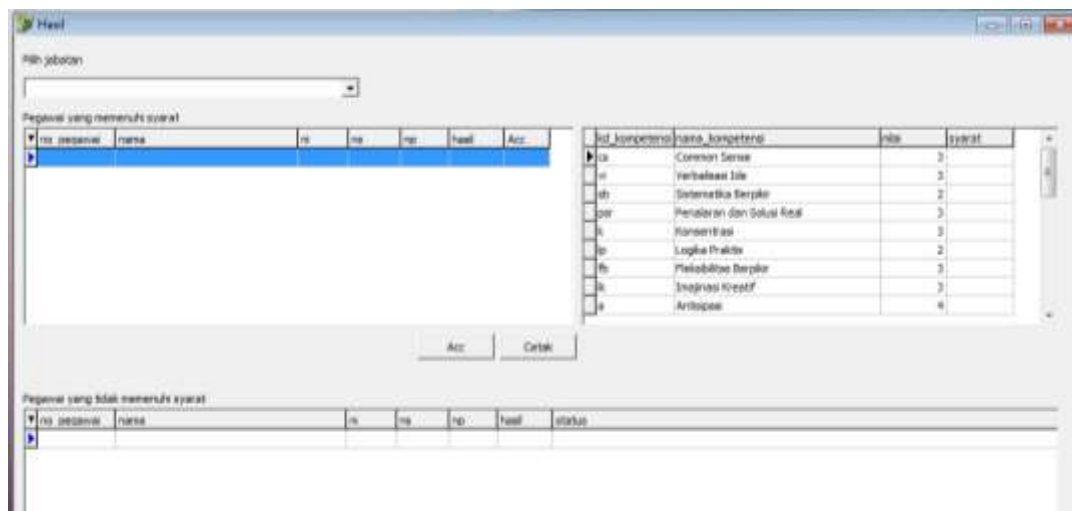 Hasil
Pilih jabatan
Pegawai yang memenuhi syarat
no_pegawai nama ni ns np hasil Acc
kd_kompetensi nama_kompetensi nilai syarat
ca Common Sense 3
vi Verbalisasi Ide 3
sb Sistematika Berpikir 2
psr Penalaran dan Solusi Real 3
k Konsentrasi 3
lp Logika Praktis 2
fb Fleksibilitas Berpikir 3
ik Imajinasi Kreatif 3
a Antisipasi 4
Acc Cetak
Pegawai yang tidak memenuhi syarat
no_pegawai nama ni ns np hasil status